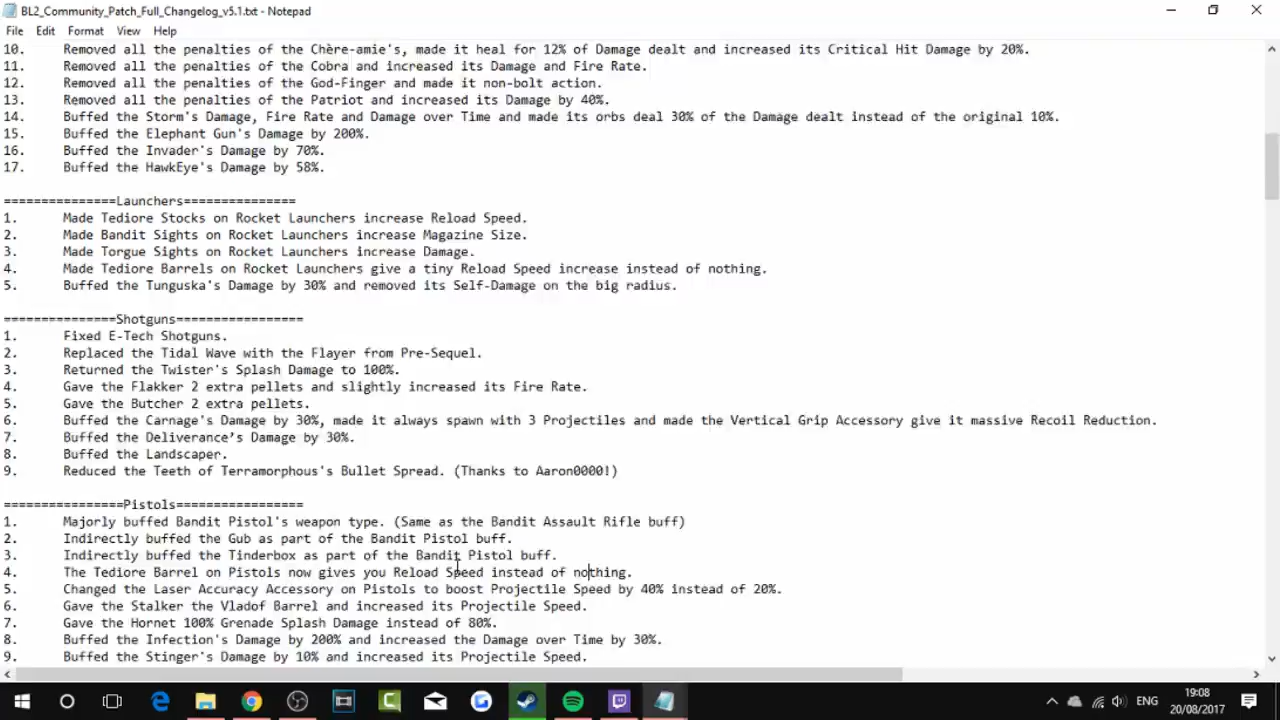 BL2_Community_Patch_Full_Changelog_v5.1.txt - Notepad
File Edit Format View Help
10. Removed all the penalties of the Chère-amie's, made it heal for 12% of Damage dealt and increased its Critical Hit Damage by 20%.
11. Removed all the penalties of the Cobra and increased its Damage and Fire Rate.
12. Removed all the penalties of the God-Finger and made it non-bolt action.
13. Removed all the penalties of the Patriot and increased its Damage by 40%.
14. Buffed the Storm's Damage, Fire Rate and Damage over Time and made its orbs deal 30% of the Damage dealt instead of the original 10%.
15. Buffed the Elephant Gun's Damage by 200%.
16. Buffed the Invader's Damage by 70%.
17. Buffed the HawkEye's Damage by 58%.
===============Launchers===============
1. Made Tediore Stocks on Rocket Launchers increase Reload Speed.
2. Made Bandit Sights on Rocket Launchers increase Magazine Size.
3. Made Torgue Sights on Rocket Launchers increase Damage.
4. Made Tediore Barrels on Rocket Launchers give a tiny Reload Speed increase instead of nothing.
5. Buffed the Tunguska's Damage by 30% and removed its Self-Damage on the big radius.
===============Shotguns=================
1. Fixed E-Tech Shotguns.
2. Replaced the Tidal Wave with the Flayer from Pre-Sequel.
3. Returned the Twister's Splash Damage to 100%.
4. Gave the Flakker 2 extra pellets and slightly increased its Fire Rate.
5. Gave the Butcher 2 extra pellets.
6. Buffed the Carnage's Damage by 30%, made it always spawn with 3 Projectiles and made the Vertical Grip Accessory give it massive Recoil Reduction.
7. Buffed the Deliverance’s Damage by 30%.
8. Buffed the Landscaper.
9. Reduced the Teeth of Terramorphous's Bullet Spread. (Thanks to Aaron0000!)
================Pistols=================
1. Majorly buffed Bandit Pistol's weapon type. (Same as the Bandit Assault Rifle buff)
2. Indirectly buffed the Gub as part of the Bandit Pistol buff.
3. Indirectly buffed the Tinderbox as part of the Bandit Pistol buff.
4. The Tediore Barrel on Pistols now gives you Reload Speed instead of nothing.
5. Changed the Laser Accuracy Accessory on Pistols to boost Projectile Speed by 40% instead of 20%.
6. Gave the Stalker the Vladof Barrel and increased its Projectile Speed.
7. Gave the Hornet 100% Grenade Splash Damage instead of 80%.
8. Buffed the Infection's Damage by 200% and increased the Damage over Time by 30%.
9. Buffed the Stinger's Damage by 10% and increased its Projectile Speed.
ENG
19:08
20/08/2017